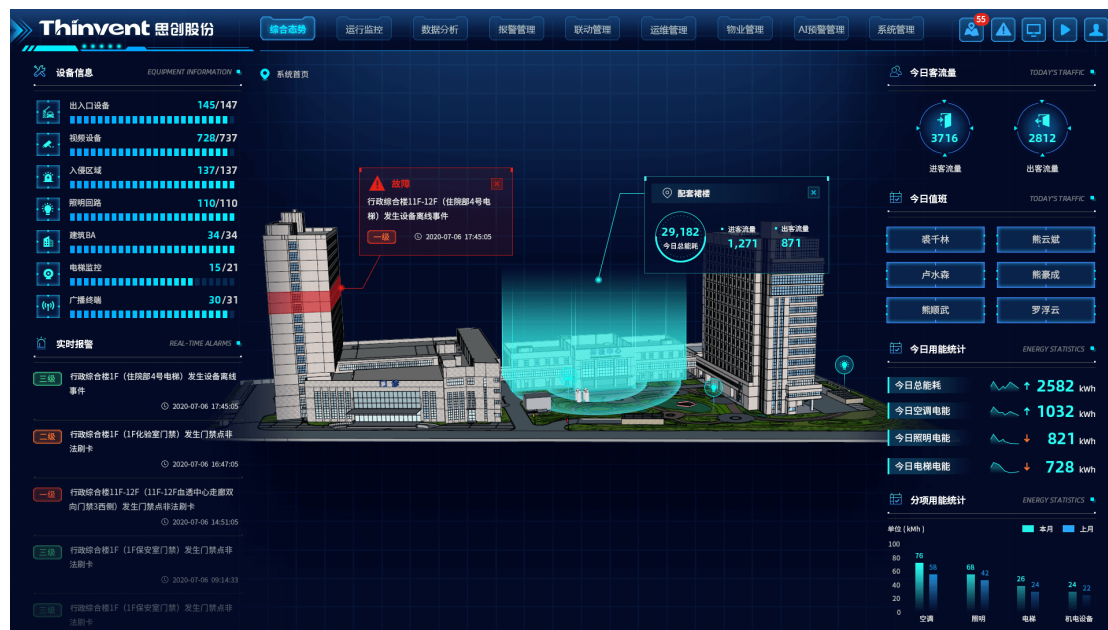 Thinvent 思创股份
综合态势
运行监控
数据分析
报警管理
联动管理
运维管理
物业管理
AI预警管理
系统管理
55
设备信息
EQUIPMENT INFORMATION
出入口设备 145/147
视频设备 728/737
入侵区域 137/137
照明回路 110/110
建筑BA 34/34
电梯监控 15/21
广播终端 30/31
实时报警
REAL-TIME ALARMS
三级
行政综合楼1F（住院部4号电梯）发生设备离线
事件
2020-07-06 17:45:05
二级
行政综合楼1F（1F化验室门禁）发生门禁点非
法刷卡
2020-07-06 16:47:05
一级
行政综合楼11F-12F（11F-12F血透中心走廊双
向门禁3西侧）发生门禁点非法刷卡
2020-07-06 14:51:05
三级
行政综合楼1F（1F保安室门禁）发生门禁点非
法刷卡
2020-07-06 09:14:33
三级
行政综合楼1F（1F保安室门禁）发生门禁点非
法刷卡
系统首页
故障
行政综合楼11F-12F（住院部4号电
梯）发生设备离线事件
一级
2020-07-06 17:45:05
配套裙楼
29,182
今日总能耗
进客流量
1,271
出客流量
871
门诊
今日客流量
TODAY'S TRAFFIC
3716
进客流量
2812
出客流量
今日值班
TODAY'S TRAFFIC
裘千林
熊云斌
卢水森
熊豪成
熊顺武
罗浮云
今日用能统计
ENERGY STATISTICS
今日总能耗 ↑ 2582 kWh
今日空调电能 ↑ 1032 kWh
今日照明电能 ↓ 821 kWh
今日电梯电能 ↓ 728 kWh
分项用能统计
ENERGY STATISTICS
单位 ( kMh )
本月
上月
100
80
60
40
20
0
76
58
68
42
26
24
24
22
空调
照明
电梯
机电设备